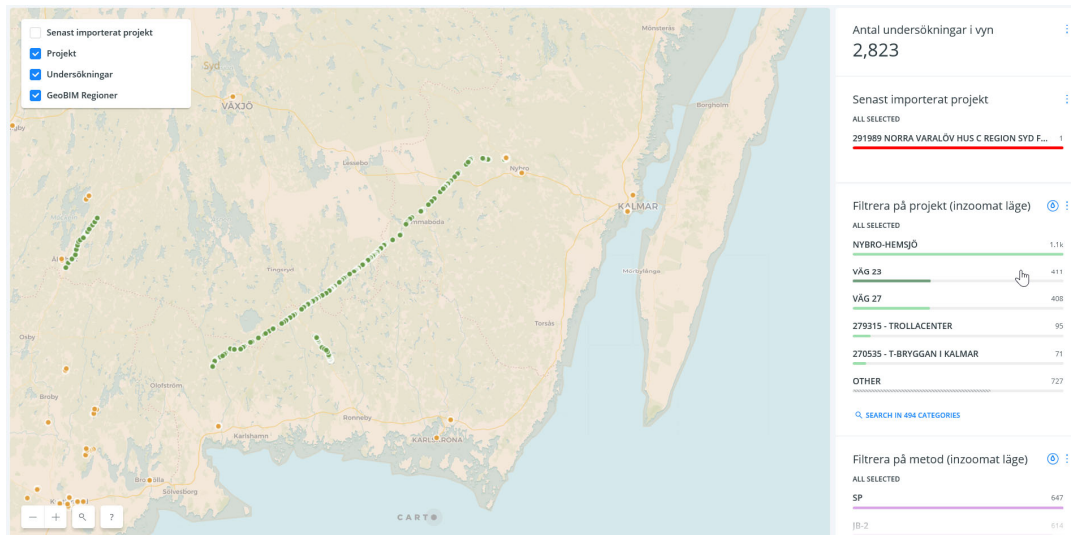 Senast importerat projekt
Projekt
Undersökningar
GeoBIM Regioner
Mönsterås
Syd
VÄXJÖ
Borgholm
Lessebo
Nybro
KALMAR
Emmaboda
Tingsryd
Mörbylånga
Torsås
Osby
Olofström
Broby
Ronneby
Karlshamn
KARLSKRONA
Bromölla
Sölvesborg
CARTO
?
Antal undersökningar i vyn
2,823
Senast importerat projekt
ALL SELECTED
291989 NORRA VARALÖV HUS C REGION SYD F... 1
Filtrera på projekt (inzoomat läge)
ALL SELECTED
NYBRO-HEMSJÖ 1.1k
VÄG 23 411
VÄG 27 408
279315 - TROLLACENTER 95
270535 - T-BRYGGAN I KALMAR 71
OTHER 727
SEARCH IN 494 CATEGORIES
Filtrera på metod (inzoomat läge)
ALL SELECTED
SP 647
JB-2 614